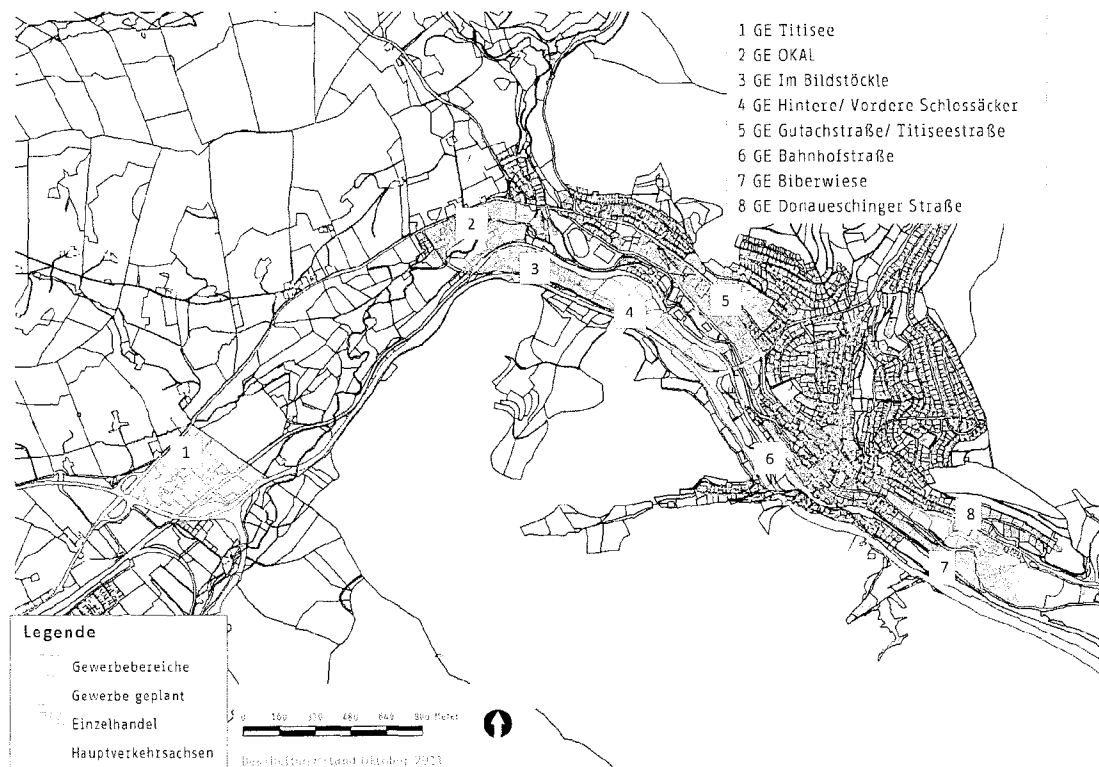 1 GE Titisee
2 GE OKAL
3 GE Im Bildstöckle
4 GE Hintere/ Vordere Schlossäcker
5 GE Gutachstraße/ Titiseestraße
6 GE Bahnhofstraße
7 GE Biberwiese
8 GE Donaueschinger Straße
2
3
5
4
1
6
8
7
Legende
Gewerbebereiche
Gewerbe geplant
Einzelhandel
Hauptverkehrsachsen
0 160 320 480 640 800 Meter
Oktober